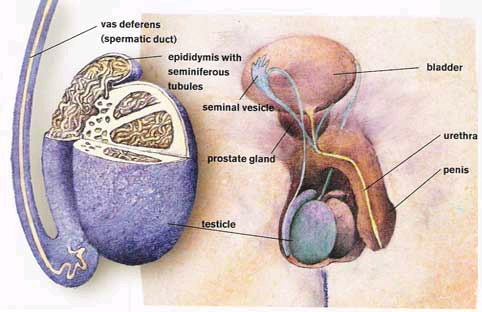 vas deferens
(spermatic duct)
epididymis with
seminiferous
tubules
seminal vesicle
prostate gland
testicle
bladder
urethra
penis